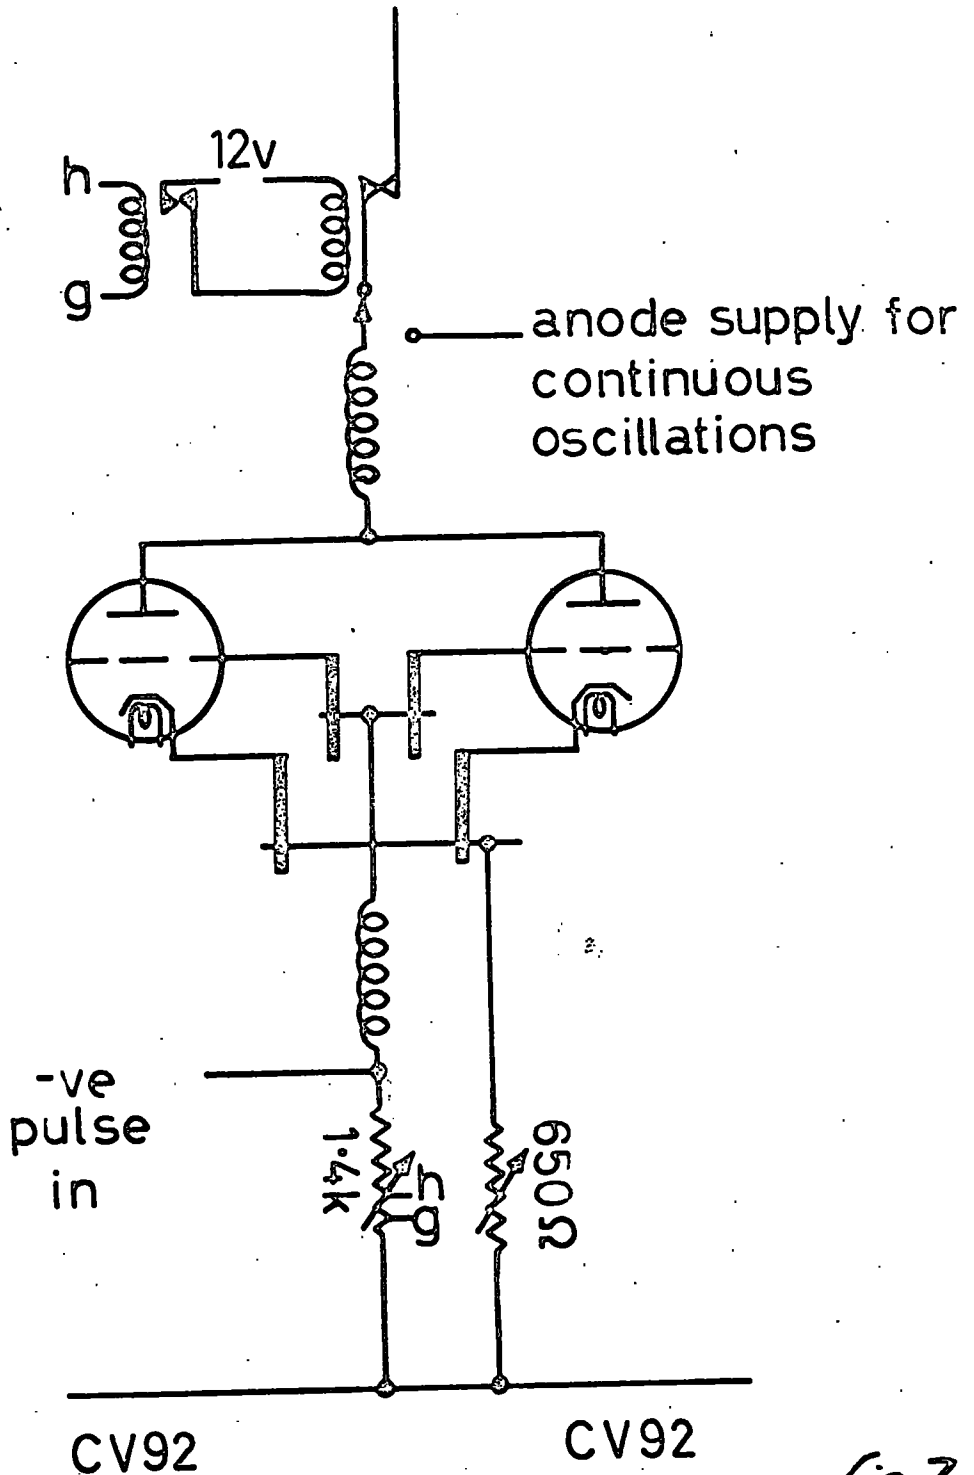 12v
h
g
anode supply for
continuous
oscillations
-ve
pulse
in
1·4k
h
g
650Ω
CV92
CV92